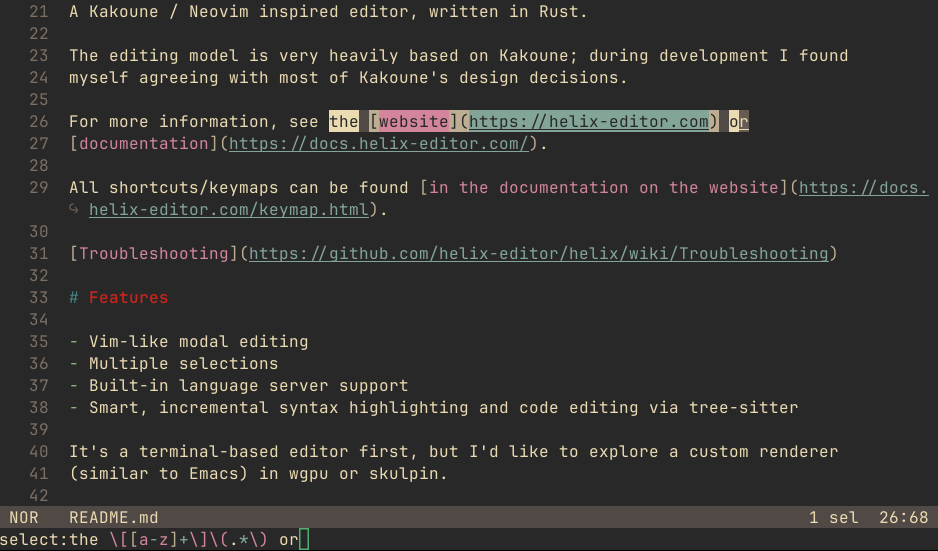 21 A Kakoune / Neovim inspired editor, written in Rust.
22
23 The editing model is very heavily based on Kakoune; during development I found
24 myself agreeing with most of Kakoune's design decisions.
25
26 For more information, see the [website](https://helix-editor.com) or
27 [documentation](https://docs.helix-editor.com/).
28
29 All shortcuts/keymaps can be found [in the documentation on the website](https://docs.
↪ helix-editor.com/keymap.html).
30
31 [Troubleshooting](https://github.com/helix-editor/helix/wiki/Troubleshooting)
32
33 # Features
34
35 - Vim-like modal editing
36 - Multiple selections
37 - Built-in language server support
38 - Smart, incremental syntax highlighting and code editing via tree-sitter
39
40 It's a terminal-based editor first, but I'd like to explore a custom renderer
41 (similar to Emacs) in wgpu or skulpin.
42
NOR README.md 1 sel 26:68
select:the \[[a-z]+\]\(.*\) or